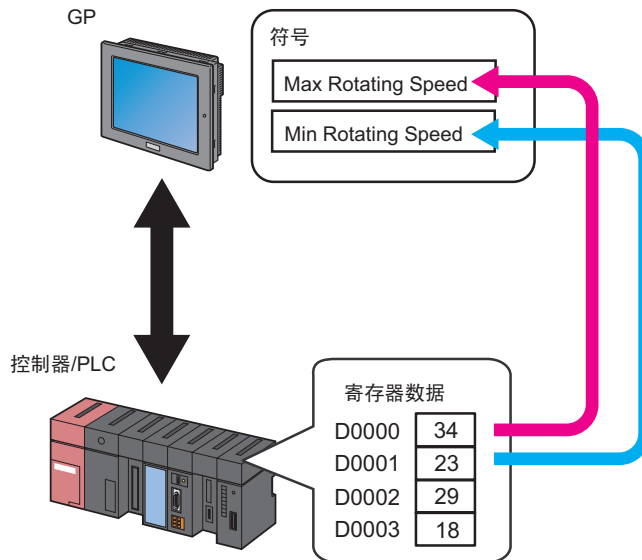 GP
符号
Max Rotating Speed
Min Rotating Speed
控制器/PLC
寄存器数据
D0000 34
D0001 23
D0002 29
D0003 18